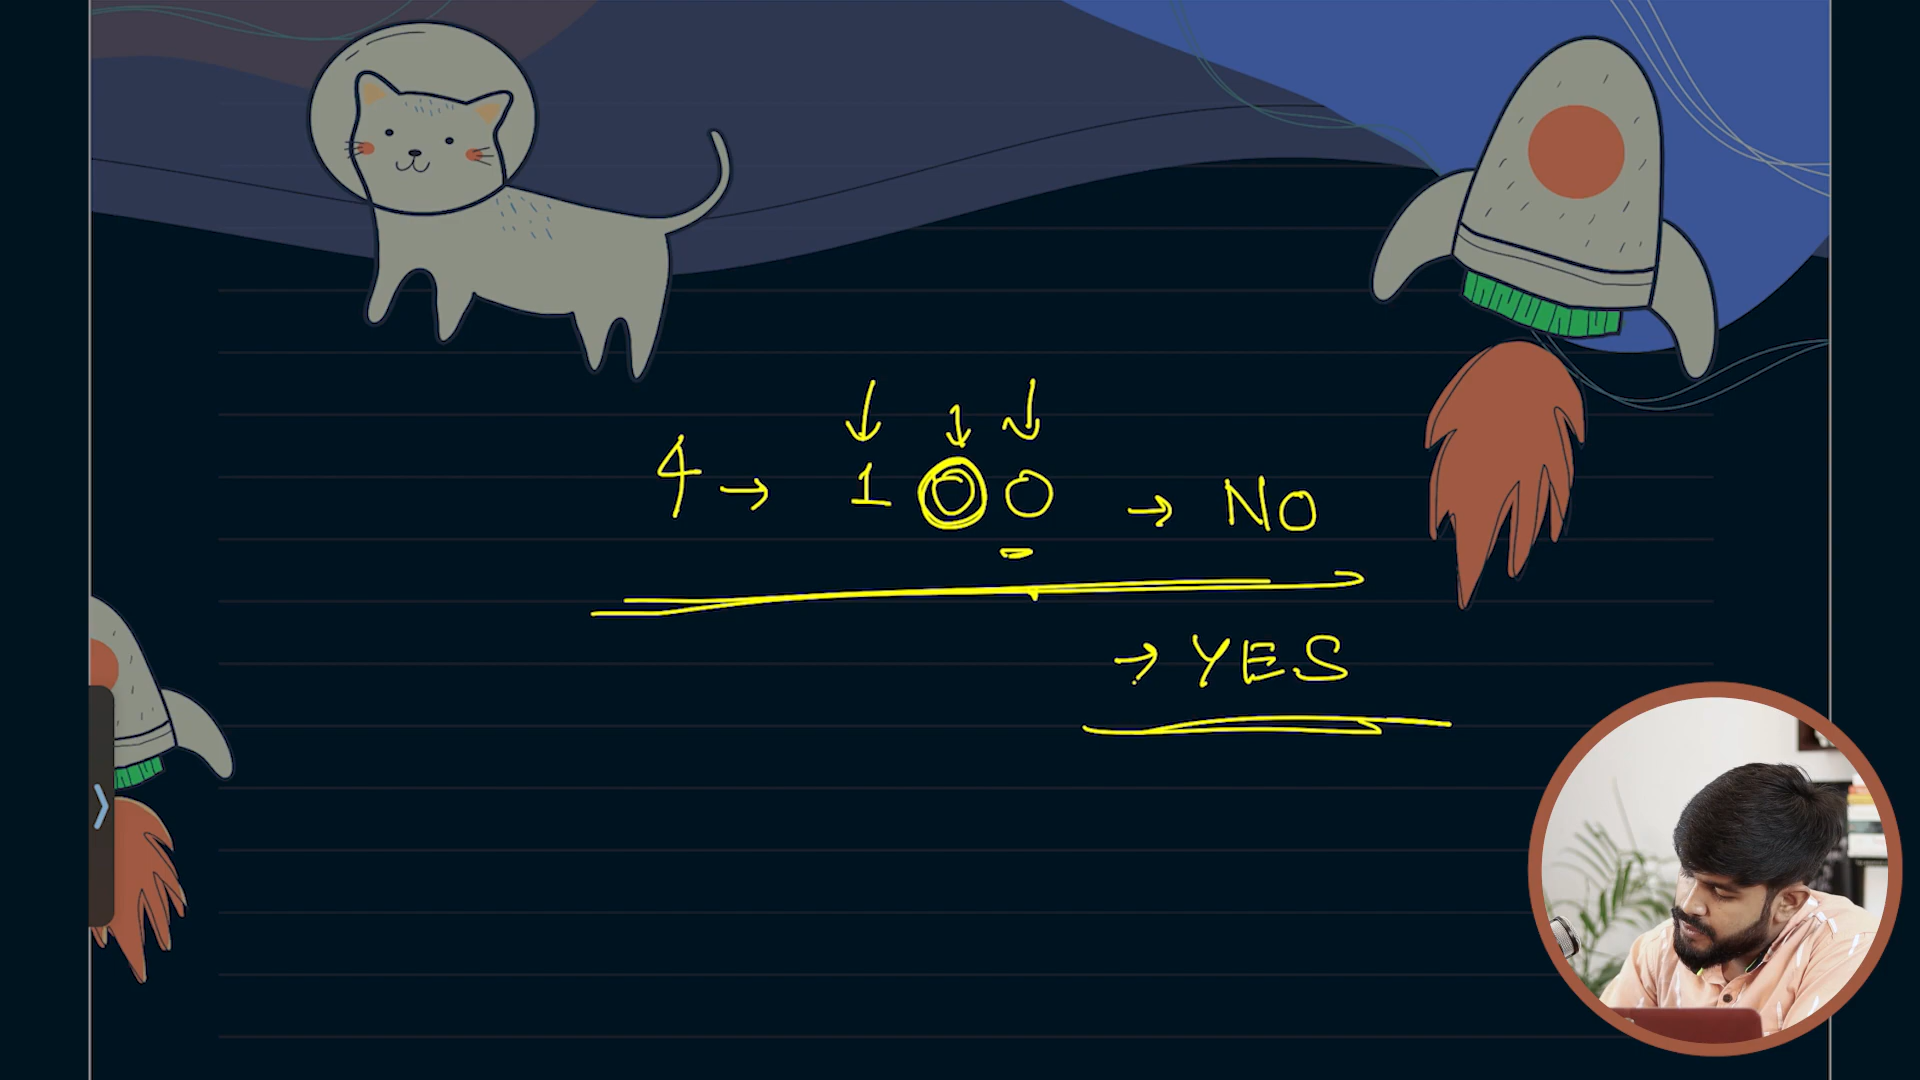 4 → 1 0 0 → NO
→ YES